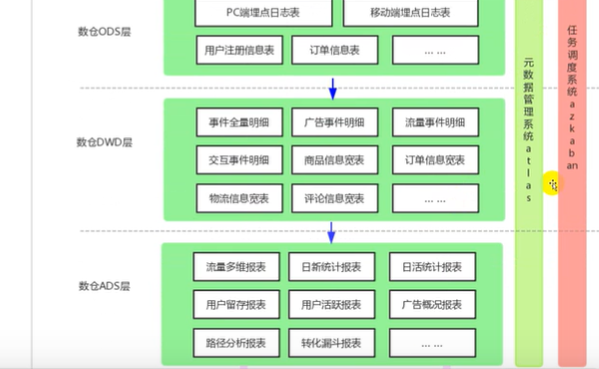 PC端埋点日志表
移动端埋点日志表
数仓ODS层
用户注册信息表
订单信息表
... ...
事件全量明细
广告事件明细
流量事件明细
数仓DWD层
交互事件明细
商品信息宽表
订单信息宽表
物流信息宽表
评论信息宽表
... ...
流量多维报表
日新统计报表
日活统计报表
数仓ADS层
用户留存报表
用户活跃报表
广告概况报表
路径分析报表
转化漏斗报表
... ...
元数据管理系统atlas
任务调度系统azkaban